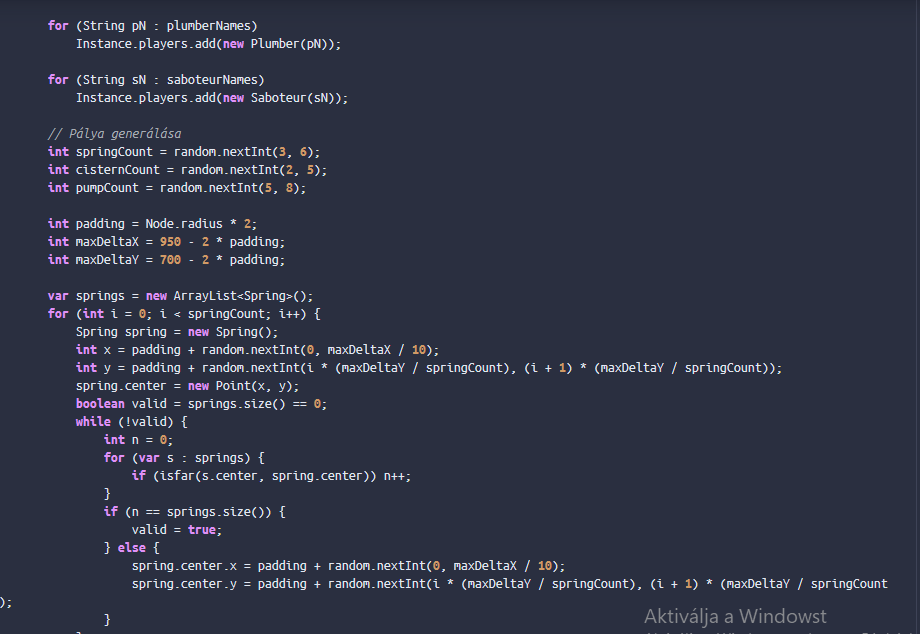 for (String pN : plumberNames)
Instance.players.add(new Plumber(pN));
for (String sN : saboteurNames)
Instance.players.add(new Saboteur(sN));
// Pálya generálása
int springCount = random.nextInt(3, 6);
int cisternCount = random.nextInt(2, 5);
int pumpCount = random.nextInt(5, 8);
int padding = Node.radius * 2;
int maxDeltaX = 950 - 2 * padding;
int maxDeltaY = 700 - 2 * padding;
var springs = new ArrayList<Spring>();
for (int i = 0; i < springCount; i++) {
Spring spring = new Spring();
int x = padding + random.nextInt(0, maxDeltaX / 10);
int y = padding + random.nextInt(i * (maxDeltaY / springCount), (i + 1) * (maxDeltaY / springCount));
spring.center = new Point(x, y);
boolean valid = springs.size() == 0;
while (!valid) {
int n = 0;
for (var s : springs) {
if (isfar(s.center, spring.center)) n++;
}
if (n == springs.size()) {
valid = true;
} else {
spring.center.x = padding + random.nextInt(0, maxDeltaX / 10);
spring.center.y = padding + random.nextInt(i * (maxDeltaY / springCount), (i + 1) * (maxDeltaY / springCount
);
}
Aktiválja a Windowst